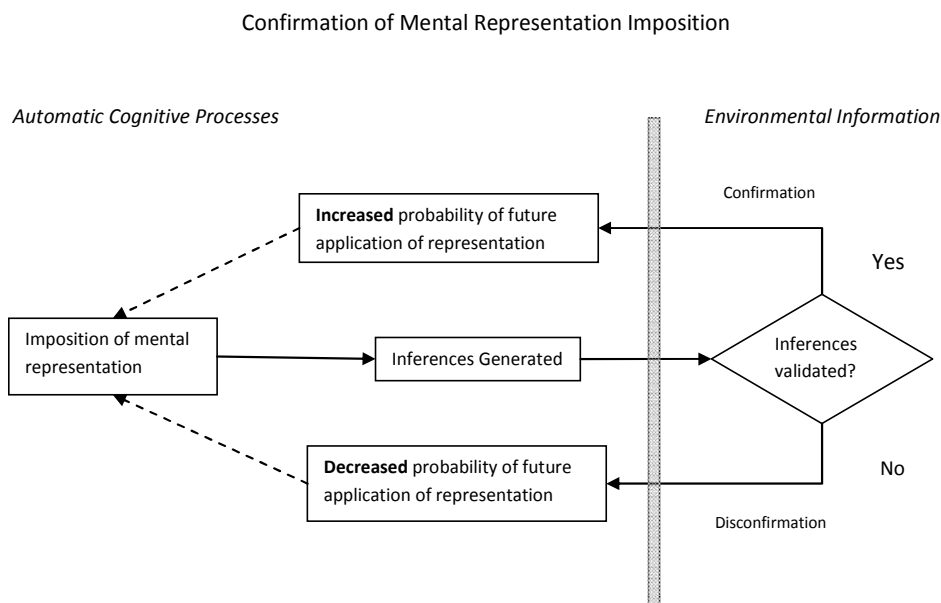 Confirmation of Mental Representation Imposition
Automatic Cognitive Processes
Environmental Information
Confirmation
Increased probability of future
application of representation
Yes
Imposition of mental
representation
Inferences Generated
Inferences
validated?
Decreased probability of future
application of representation
No
Disconfirmation